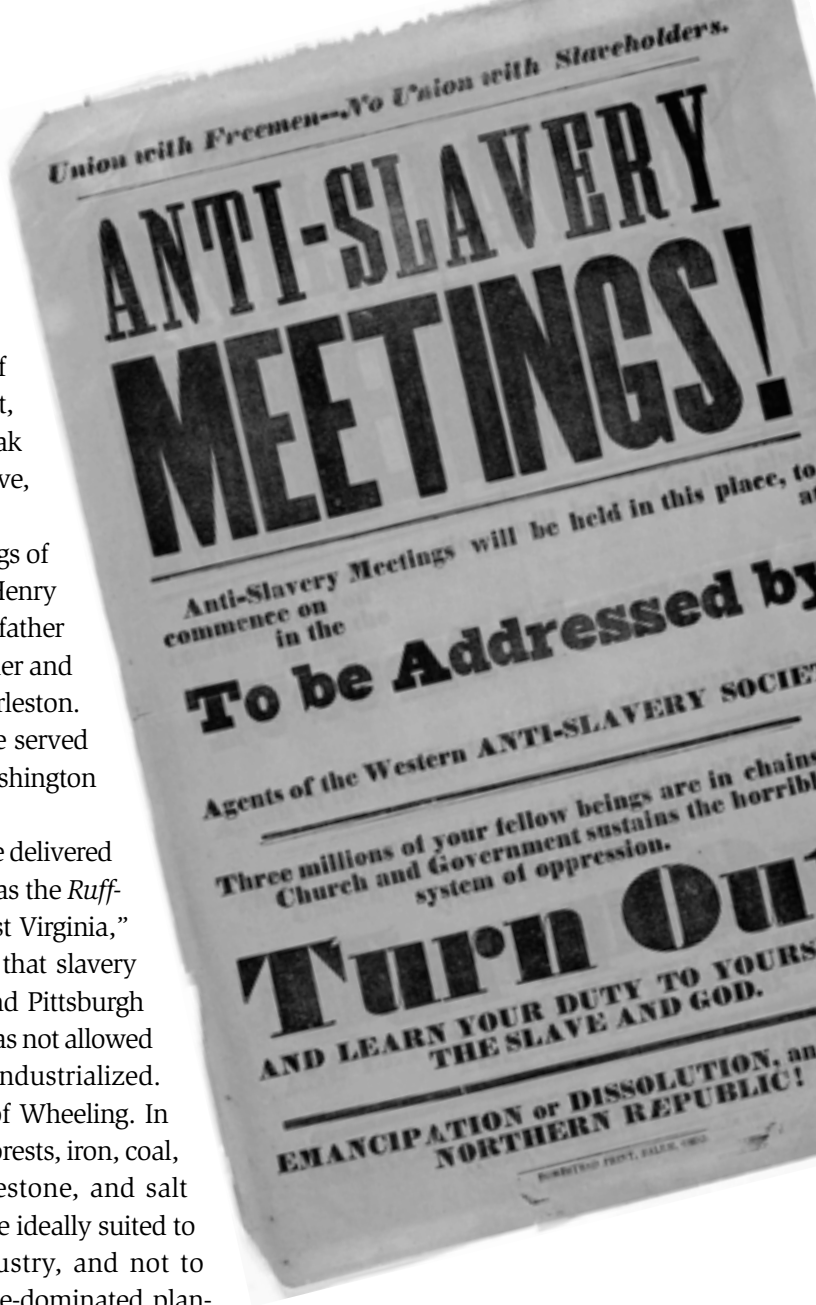 Union with Freemen--No Union with Slaveholders.
ANTI-SLAVERY
MEETINGS!
Anti-Slavery Meetings will be held in this place, to
commence on at
in the
To be Addressed by
Agents of the Western ANTI-SLAVERY SOCIET
Three millions of your fellow beings are in chains
Church and Government sustains the horribl
system of oppression.
Turn Ou
AND LEARN YOUR DUTY TO YOURS
THE SLAVE AND GOD.
EMANCIPATION or DISSOLUTION, an
NORTHERN REPUBLIC!
HOMESTEAD PRINT, SALEM, OHIO.
f
t,
ak
ve,
gs of
Henry
father
er and
rleston.
e served
shington
e delivered
as the Ruff-
st Virginia,”
that slavery
nd Pittsburgh
as not allowed
ndustrialized.
of Wheeling. In
orests, iron, coal,
estone, and salt
e ideally suited to
ustry, and not to
e-dominated plan-